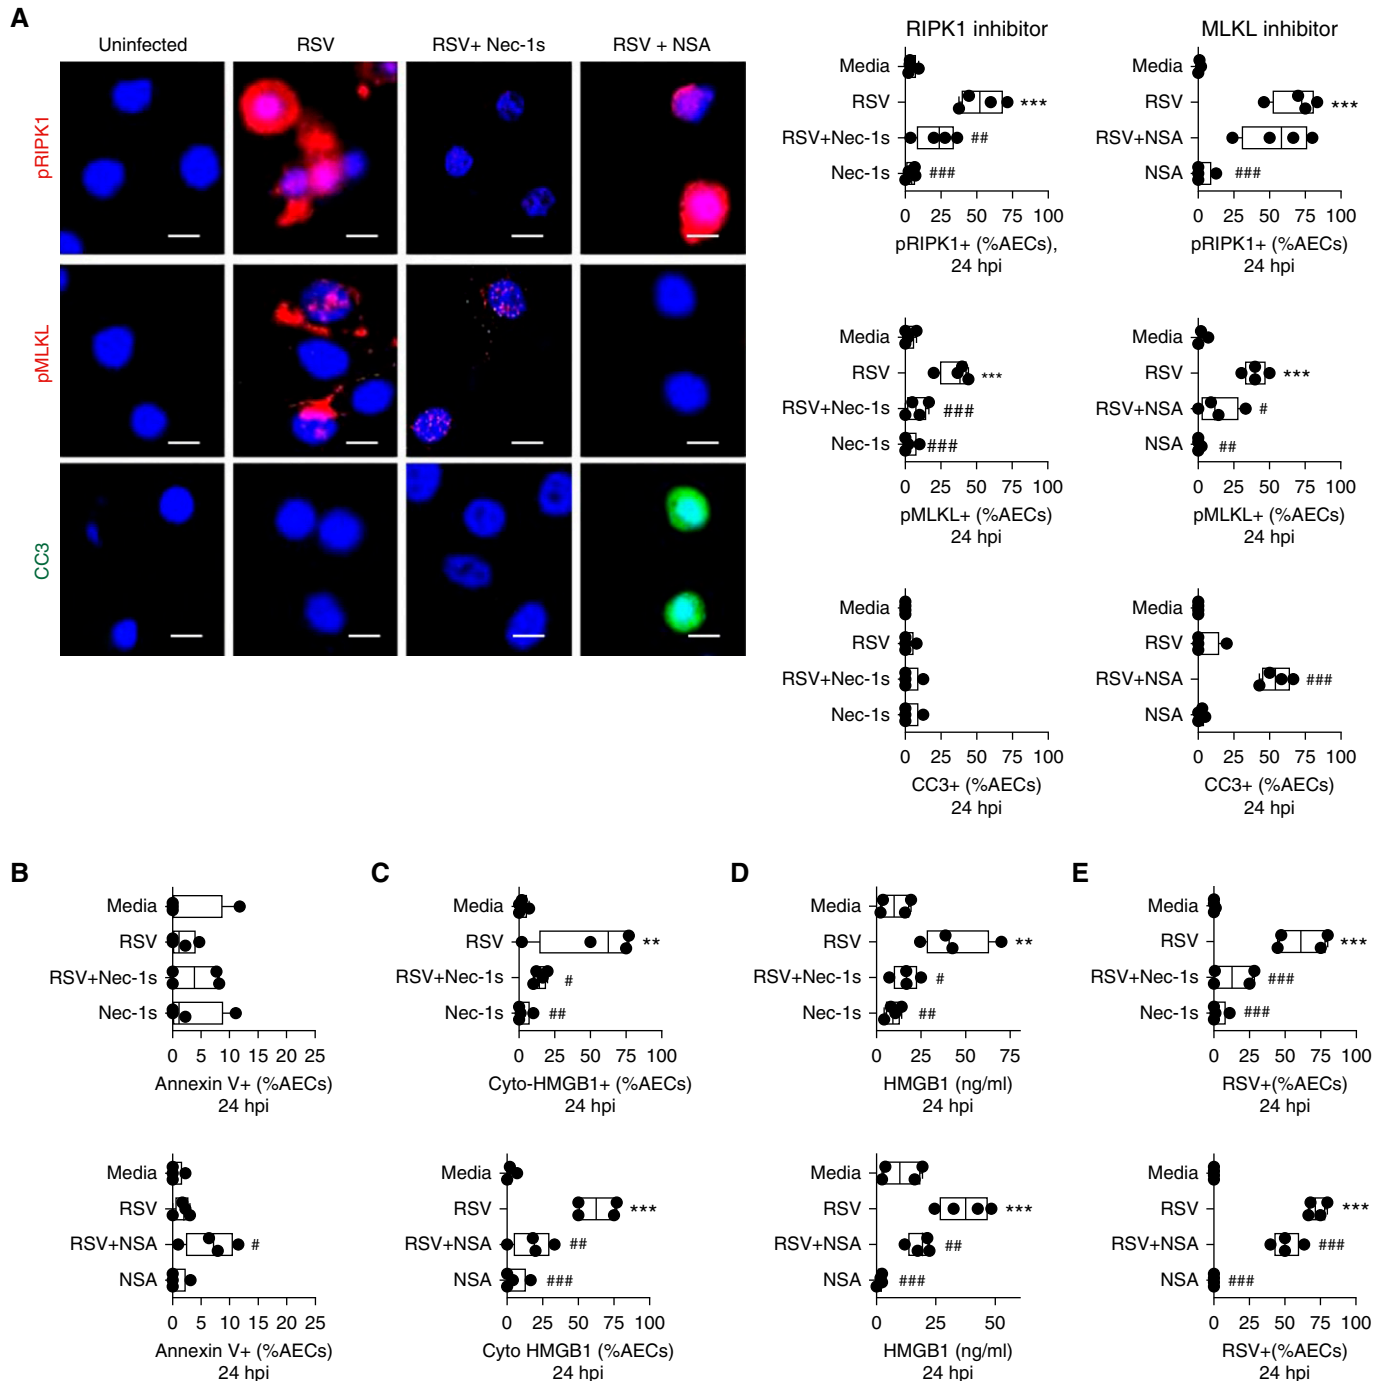 A
Uninfected
RSV
RSV+ Nec-1s
RSV + NSA
pRIPK1
pMLKL
CC3
RIPK1 inhibitor
Media
RSV ***
RSV+Nec-1s ##
Nec-1s ###
0 25 50 75 100
pRIPK1+ (%AECs),
24 hpi
MLKL inhibitor
Media
RSV ***
RSV+NSA
NSA ###
0 25 50 75 100
pRIPK1+ (%AECs)
24 hpi
Media
RSV ***
RSV+Nec-1s ###
Nec-1s ###
0 25 50 75 100
pMLKL+ (%AECs)
24 hpi
Media
RSV ***
RSV+NSA #
NSA ##
0 25 50 75 100
pMLKL+ (%AECs)
24 hpi
Media
RSV
RSV+Nec-1s
Nec-1s
0 25 50 75 100
CC3+ (%AECs)
24 hpi
Media
RSV
RSV+NSA ###
NSA
0 25 50 75 100
CC3+ (%AECs)
24 hpi
B
Media
RSV
RSV+Nec-1s
Nec-1s
0 5 10 15 20 25
Annexin V+ (%AECs)
24 hpi
Media
RSV
RSV+NSA #
NSA
0 5 10 15 20 25
Annexin V+ (%AECs)
24 hpi
C
Media
RSV **
RSV+Nec-1s #
Nec-1s ##
0 25 50 75 100
Cyto-HMGB1+ (%AECs)
24 hpi
Media
RSV ***
RSV+NSA ##
NSA ###
0 25 50 75 100
Cyto HMGB1 (%AECs)
24 hpi
D
Media
RSV **
RSV+Nec-1s #
Nec-1s ##
0 25 50 75
HMGB1 (ng/ml)
24 hpi
Media
RSV ***
RSV+NSA ##
NSA ###
0 25 50
HMGB1 (ng/ml)
24 hpi
E
Media
RSV ***
RSV+Nec-1s ###
Nec-1s ###
0 25 50 75 100
RSV+(%AECs)
24 hpi
Media
RSV ***
RSV+NSA ###
NSA ###
0 25 50 75 100
RSV+(%AECs)
24 hpi